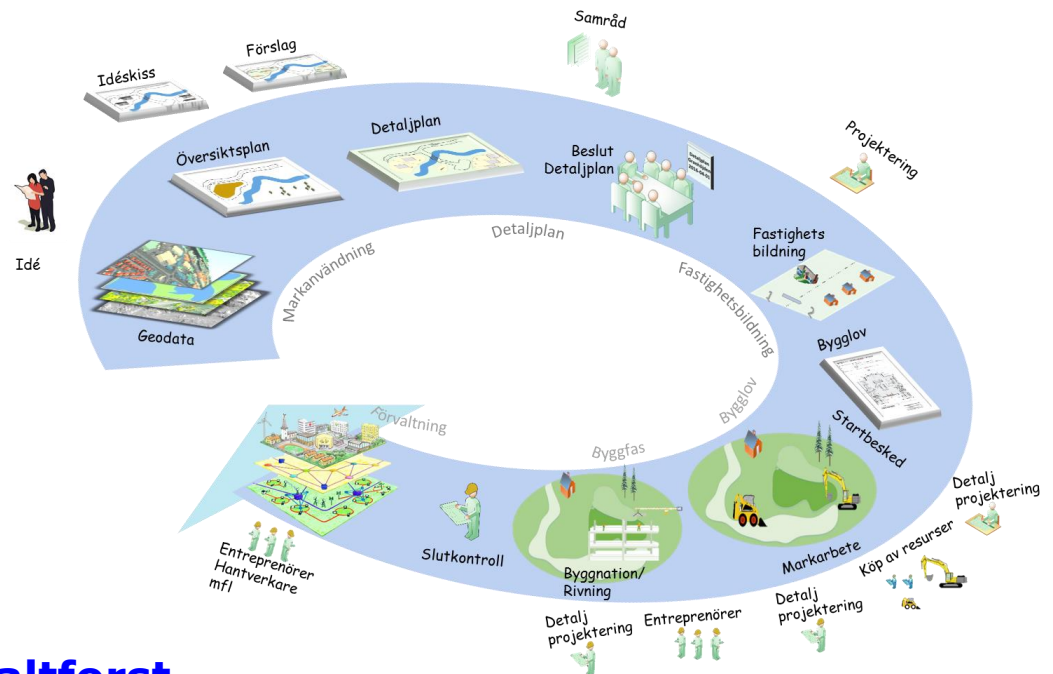 Samråd
Förslag
Idéskiss
Detaljplan
Översiktsplan
Beslut
Detaljplan
Projektering
Idé
Geodata
Markanvändning
Detaljplan
Fastighetsbildning
Fastighets
bildning
Bygglov
Bygglov
Startbesked
Förvaltning
Byggfas
Detalj
projektering
Köp av resurser
Markarbete
Detalj
projektering
Slutkontroll
Byggnation/
Rivning
Entreprenörer
Hantverkare
mfl
Detalj
projektering
Entreprenörer
altforst